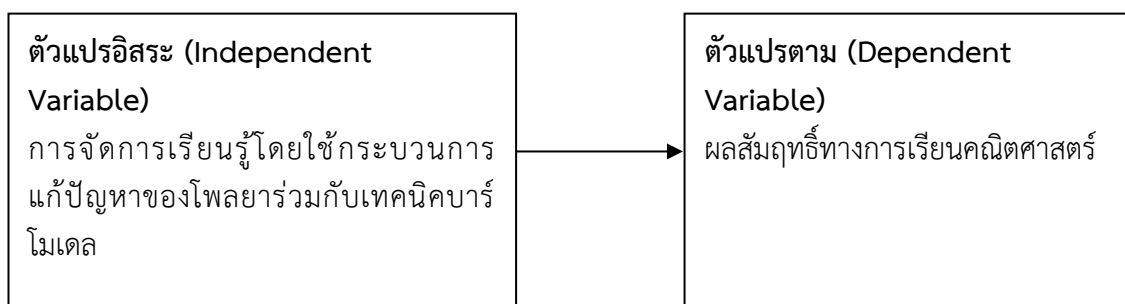 ตัวแปรอิสระ (Independent
Variable)
การจัดการเรียนรู้โดยใช้กระบวนการ
แก้ปัญหาของโพลยาร่วมกับเทคนิคบาร์
โมเดล
ตัวแปรตาม (Dependent
Variable)
ผลสัมฤทธิ์ทางการเรียนคณิตศาสตร์